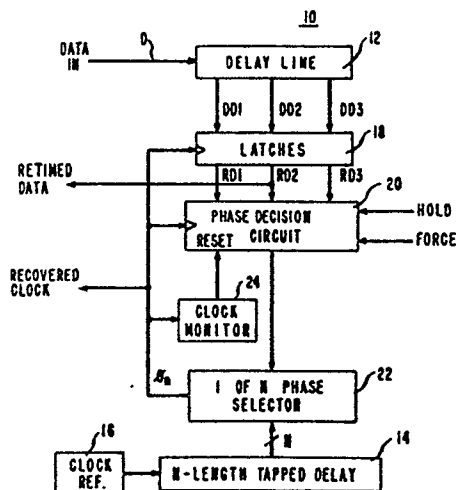 10
DATA IN
D
DELAY LINE
12
DD1 DD2 DD3
LATCHES
18
RETIMED DATA
RD1 RD2 RD3
20
PHASE DECISION CIRCUIT
RESET
HOLD
FORCE
RECOVERED CLOCK
24
CLOCK MONITOR
Øn
1 OF N PHASE SELECTOR
22
N
16
CLOCK REF.
14
N-LENGTH TAPPED DELAY